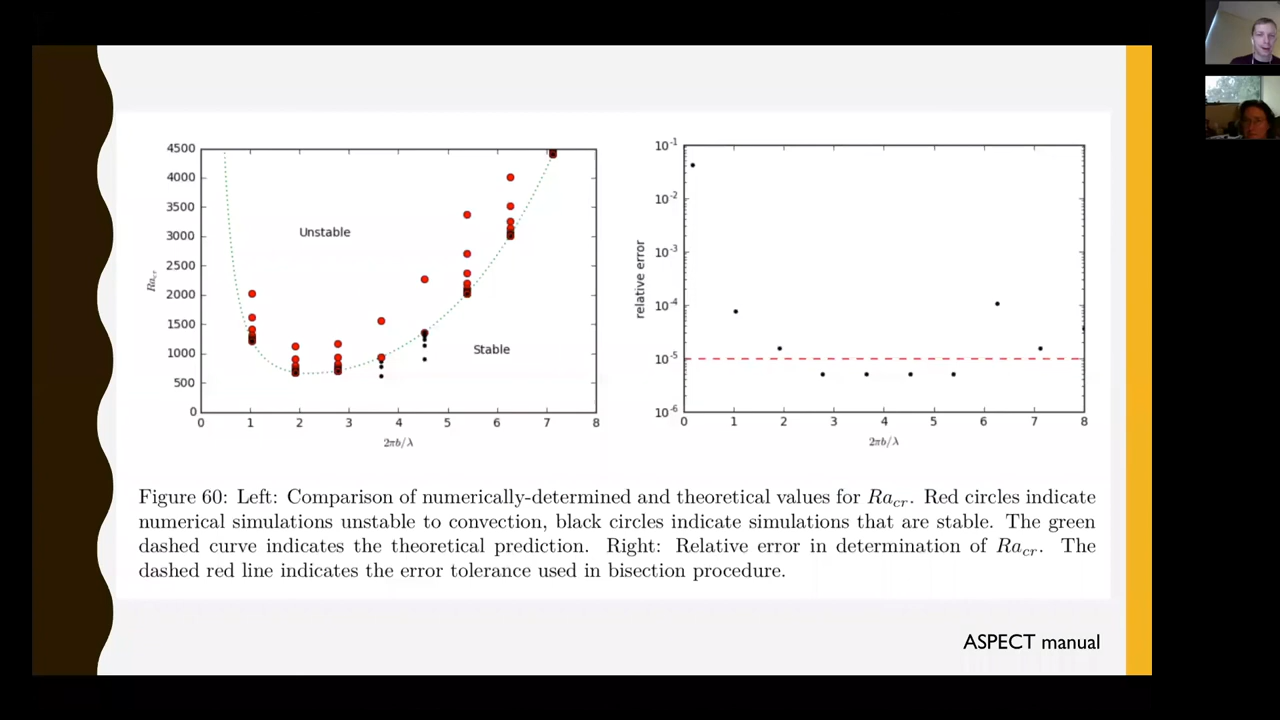 4500
4000
3500
3000
2500
2000
1500
1000
500
0
Ra_cr
Unstable
Stable
0 1 2 3 4 5 6 7 8
2πb/λ
10^-1
10^-2
10^-3
10^-4
10^-5
10^-6
relative error
0 1 2 3 4 5 6 7 8
2πb/λ
Figure 60: Left: Comparison of numerically-determined and theoretical values for Ra_cr. Red circles indicate
numerical simulations unstable to convection, black circles indicate simulations that are stable. The green
dashed curve indicates the theoretical prediction. Right: Relative error in determination of Ra_cr. The
dashed red line indicates the error tolerance used in bisection procedure.
ASPECT manual